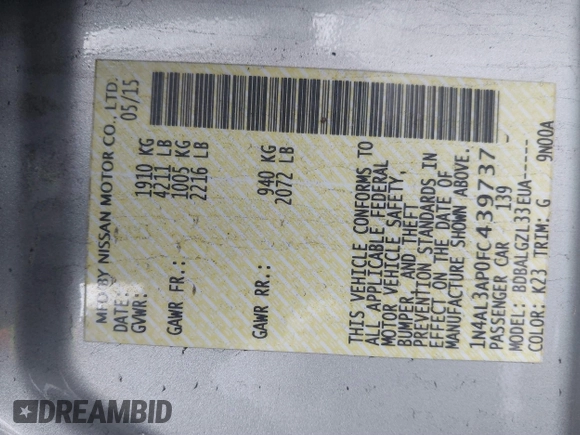 MFD BY NISSAN MOTOR CO., LTD.
DATE: 05/15
GVWR: 1910 KG
4211 LB
GAWR FR.: 1005 KG
2216 LB
GAWR RR.: 940 KG
2072 LB
THIS VEHICLE CONFORMS TO
ALL APPLICABLE FEDERAL
MOTOR VEHICLE SAFETY,
BUMPER, AND THEFT
PREVENTION STANDARDS IN
EFFECT ON THE DATE OF
MANUFACTURE SHOWN ABOVE.
1N4AL3AP0FC439737
PASSENGER CAR 139
MODEL: BDBALGZL33EUA-----
COLOR: K23 TRIM: G 9N00A
DREAMBID